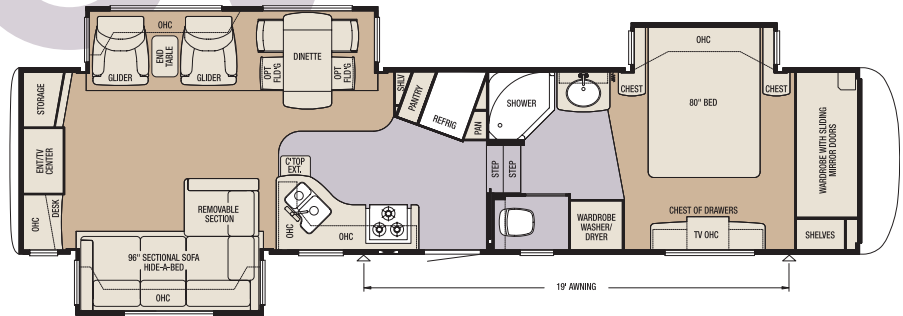 OHC
GLIDER
END
TABLE
GLIDER
DINETTE
OPT
FLD'G
OPT
FLD'G
STORAGE
ENT/TV
CENTER
OHC
DESK
SHLV
PANTRY
REFRIG
PAN
SHOWER
STEP
STEP
C'TOP
EXT.
OHC
OHC
REMOVABLE
SECTION
96" SECTIONAL SOFA
HIDE-A-BED
OHC
WARDROBE
WASHER/
DRYER
OHC
CHEST
CHEST
80" BED
CHEST OF DRAWERS
TV OHC
WARDROBE WITH SLIDING
MIRROR DOORS
SHELVES
19' AWNING